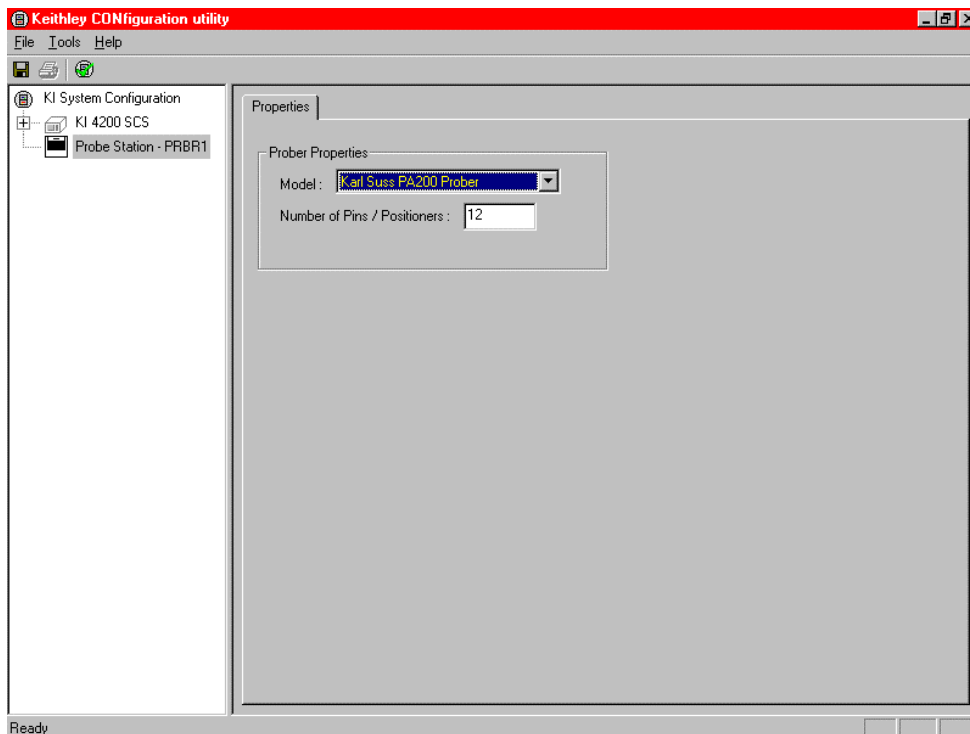 Keithley CONfiguration utility
File Tools Help
KI System Configuration
KI 4200 SCS
Probe Station - PRBR1
Properties
Prober Properties
Model : Karl Suss PA200 Prober
Number of Pins / Positioners : 12
Ready